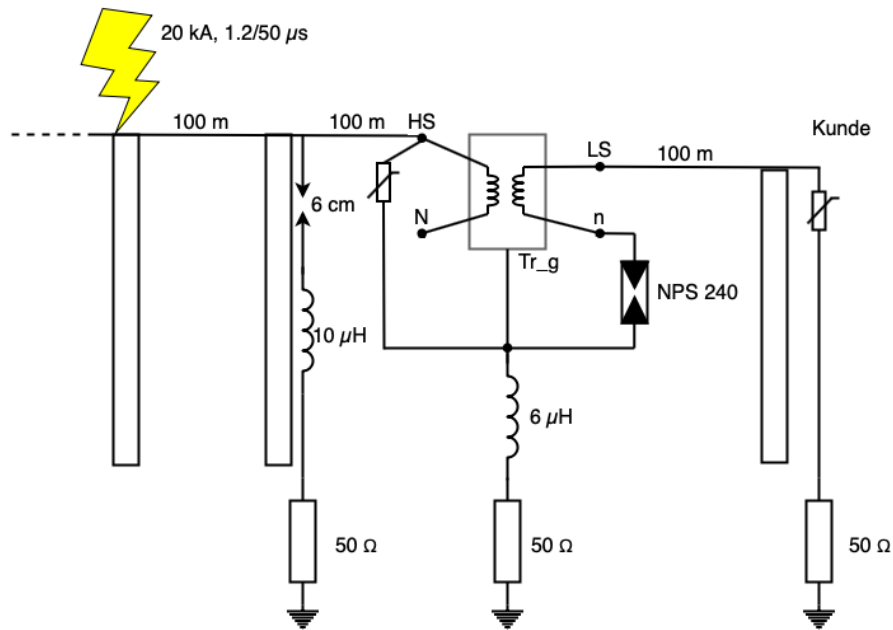 20 kA, 1.2/50 µs
100 m
100 m
HS
Kunde
LS
100 m
6 cm
N
n
Tr_g
NPS 240
10 µH
6 µH
50 Ω
50 Ω
50 Ω